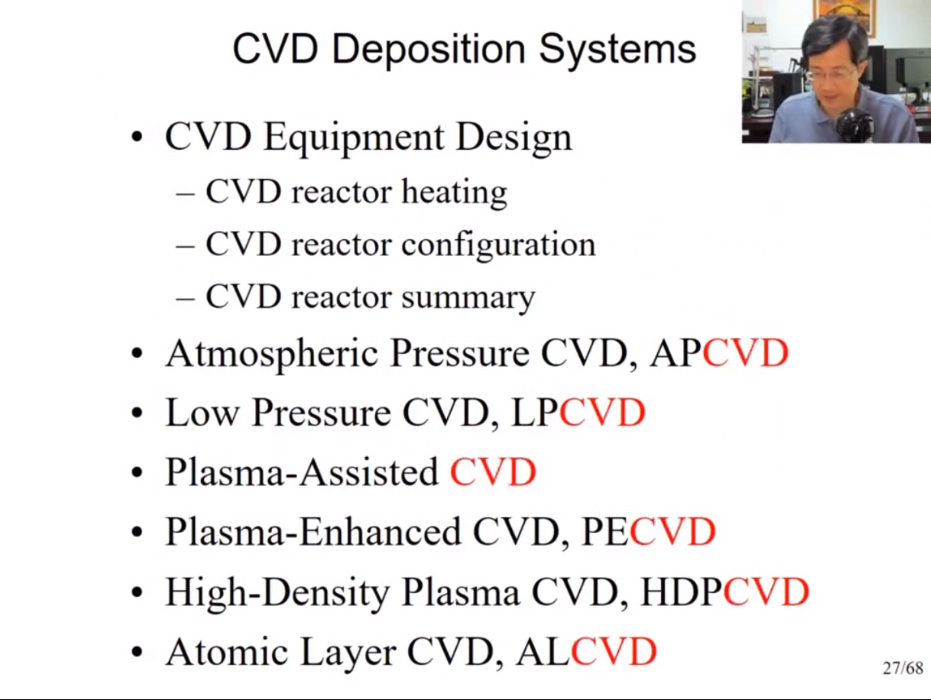 CVD Deposition Systems
• CVD Equipment Design
– CVD reactor heating
– CVD reactor configuration
– CVD reactor summary
• Atmospheric Pressure CVD, APCVD
• Low Pressure CVD, LPCVD
• Plasma-Assisted CVD
• Plasma-Enhanced CVD, PECVD
• High-Density Plasma CVD, HDPCVD
• Atomic Layer CVD, ALCVD
27/68